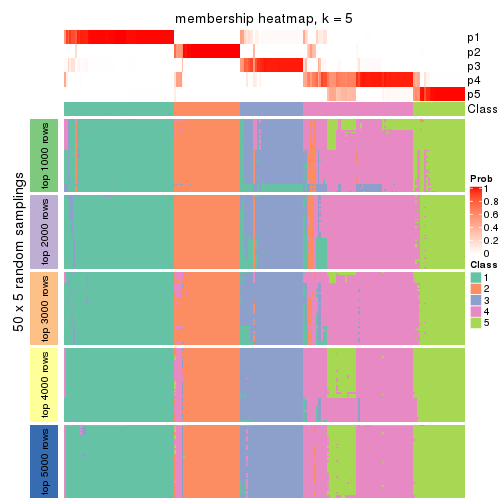 membership heatmap, k = 5
p1
p2
p3
p4
p5
Class
50 x 5 random samplings
top 1000 rows
top 2000 rows
top 3000 rows
top 4000 rows
top 5000 rows
Prob
1
0.8
0.6
0.4
0.2
0
Class
1
2
3
4
5